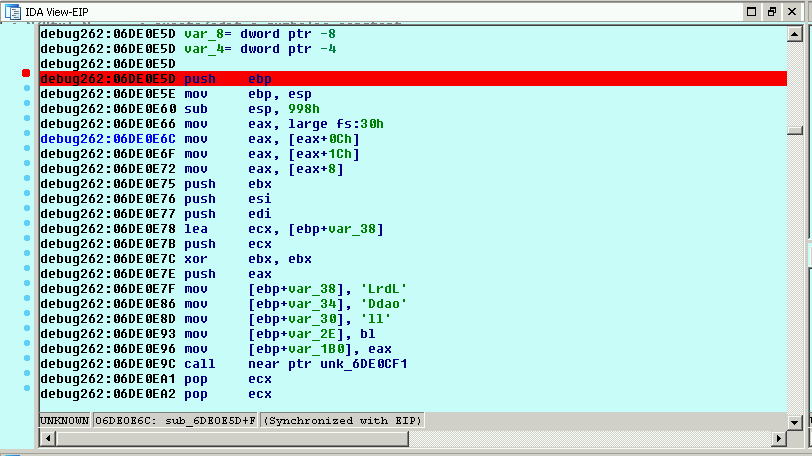 IDA View-EIP
debug262:06DE0E5D var_8= dword ptr -8
debug262:06DE0E5D var_4= dword ptr -4
debug262:06DE0E5D
debug262:06DE0E5D push ebp
debug262:06DE0E5E mov ebp, esp
debug262:06DE0E60 sub esp, 998h
debug262:06DE0E66 mov eax, large fs:30h
debug262:06DE0E6C mov eax, [eax+0Ch]
debug262:06DE0E6F mov eax, [eax+1Ch]
debug262:06DE0E72 mov eax, [eax+8]
debug262:06DE0E75 push ebx
debug262:06DE0E76 push esi
debug262:06DE0E77 push edi
debug262:06DE0E78 lea ecx, [ebp+var_38]
debug262:06DE0E7B push ecx
debug262:06DE0E7C xor ebx, ebx
debug262:06DE0E7E push eax
debug262:06DE0E7F mov [ebp+var_38], 'LrdL'
debug262:06DE0E86 mov [ebp+var_34], 'Ddao'
debug262:06DE0E8D mov [ebp+var_30], 'll'
debug262:06DE0E93 mov [ebp+var_2E], bl
debug262:06DE0E96 mov [ebp+var_1B0], eax
debug262:06DE0E9C call near ptr unk_6DE0CF1
debug262:06DE0EA1 pop ecx
debug262:06DE0EA2 pop ecx
UNKNOWN 06DE0E6C: sub_6DE0E5D+F (Synchronized with EIP)